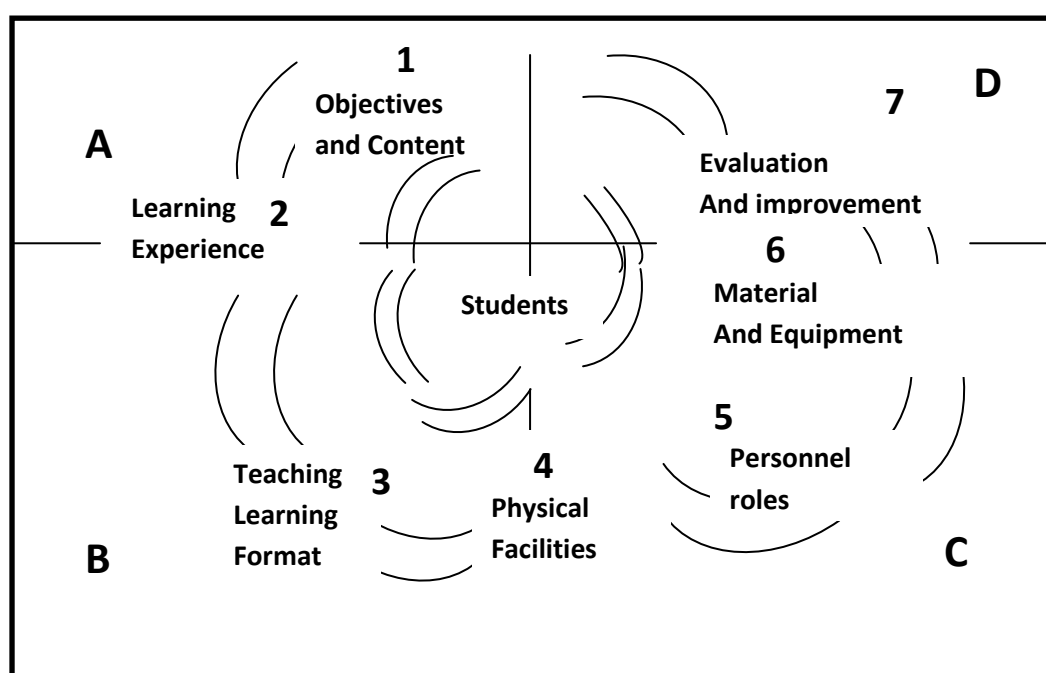 1
Objectives
and Content
A
Learning
Experience
2
D
7
Evaluation
And improvement
6
Material
And Equipment
Students
5
Personnel
roles
Teaching
Learning
Format
3
4
Physical
Facilities
B
C